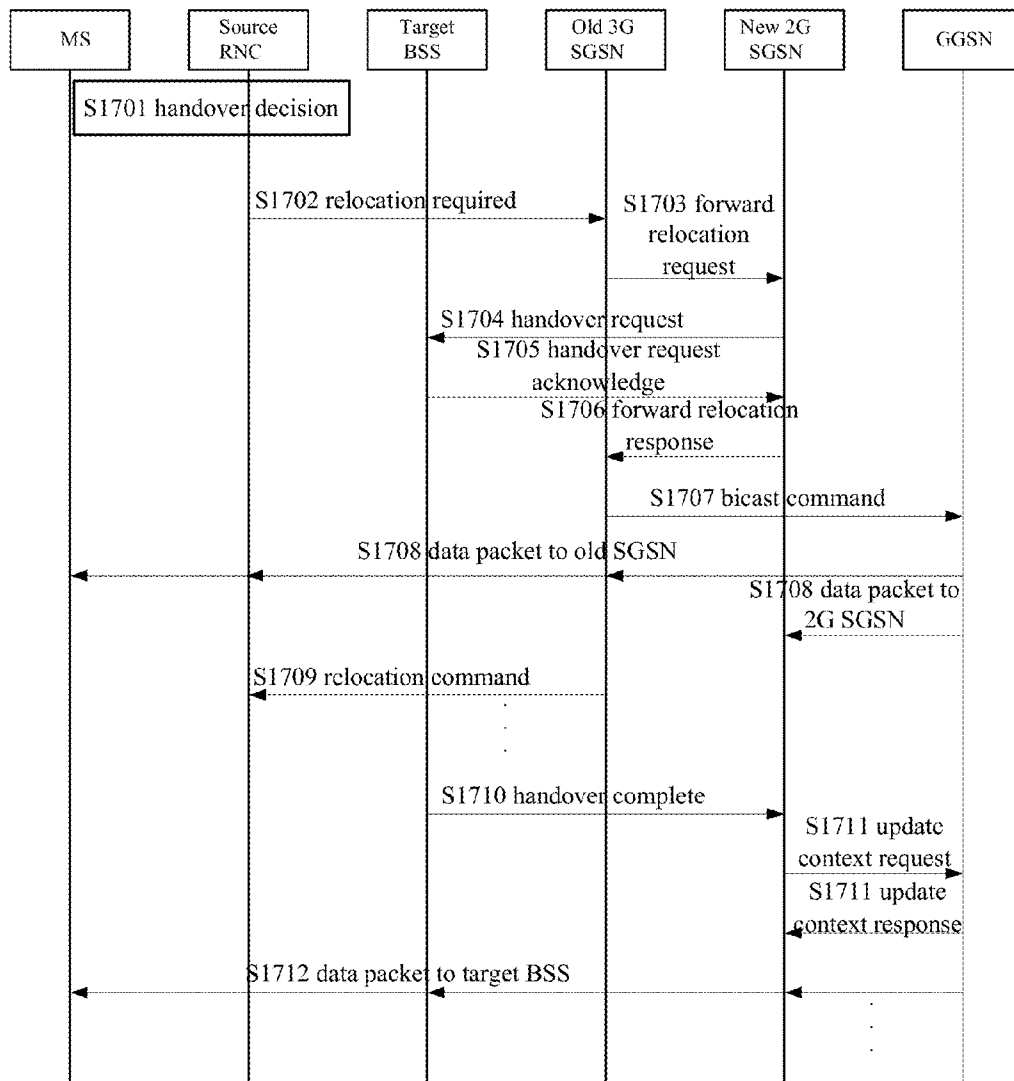 MS
Source
RNC
Target
BSS
Old 3G
SGSN
New 2G
SGSN
GGSN
S1701 handover decision
S1702 relocation required
S1703 forward
relocation
request
S1704 handover request
S1705 handover request
acknowledge
S1706 forward relocation
response
S1707 bicast command
S1708 data packet to old SGSN
S1708 data packet to
2G SGSN
S1709 relocation command
S1710 handover complete
S1711 update
context request
S1711 update
context response
S1712 data packet to target BSS